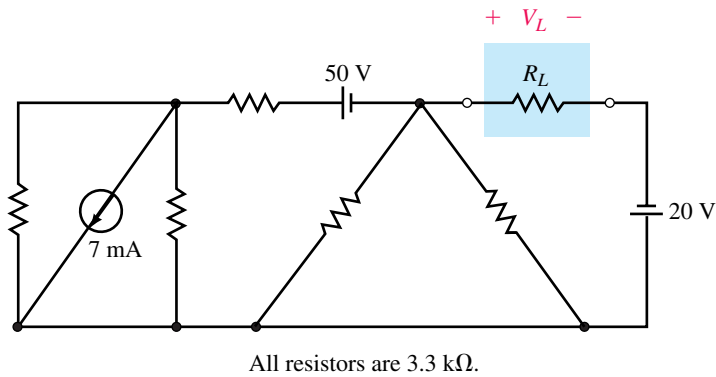 + V_L −
50 V
R_L
20 V
7 mA
All resistors are 3.3 kΩ.